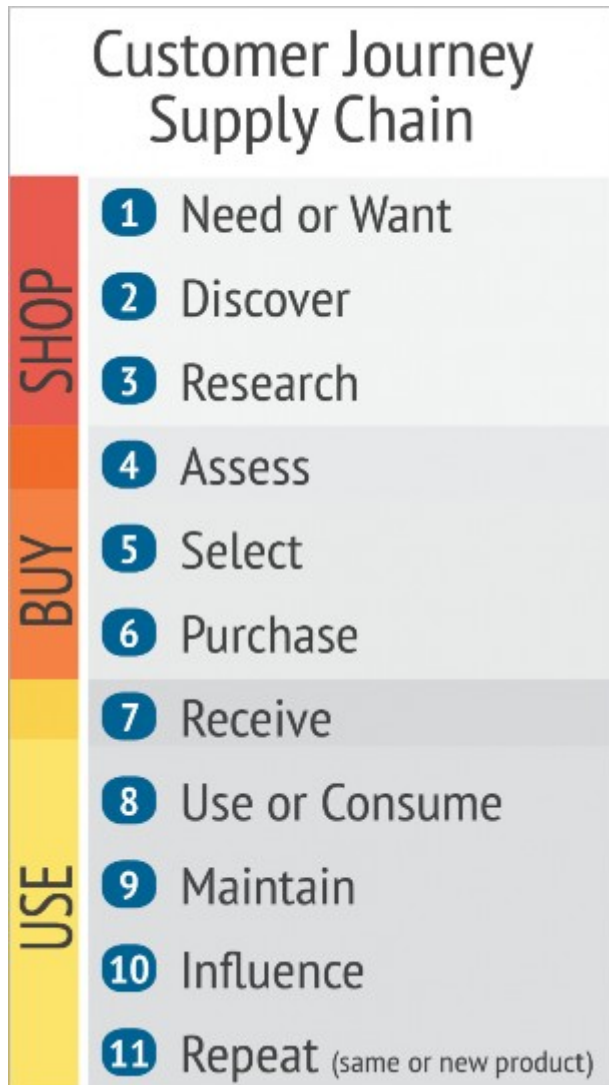 Customer Journey
Supply Chain
SHOP
1 Need or Want
2 Discover
3 Research
BUY
4 Assess
5 Select
6 Purchase
USE
7 Receive
8 Use or Consume
9 Maintain
10 Influence
11 Repeat (same or new product)